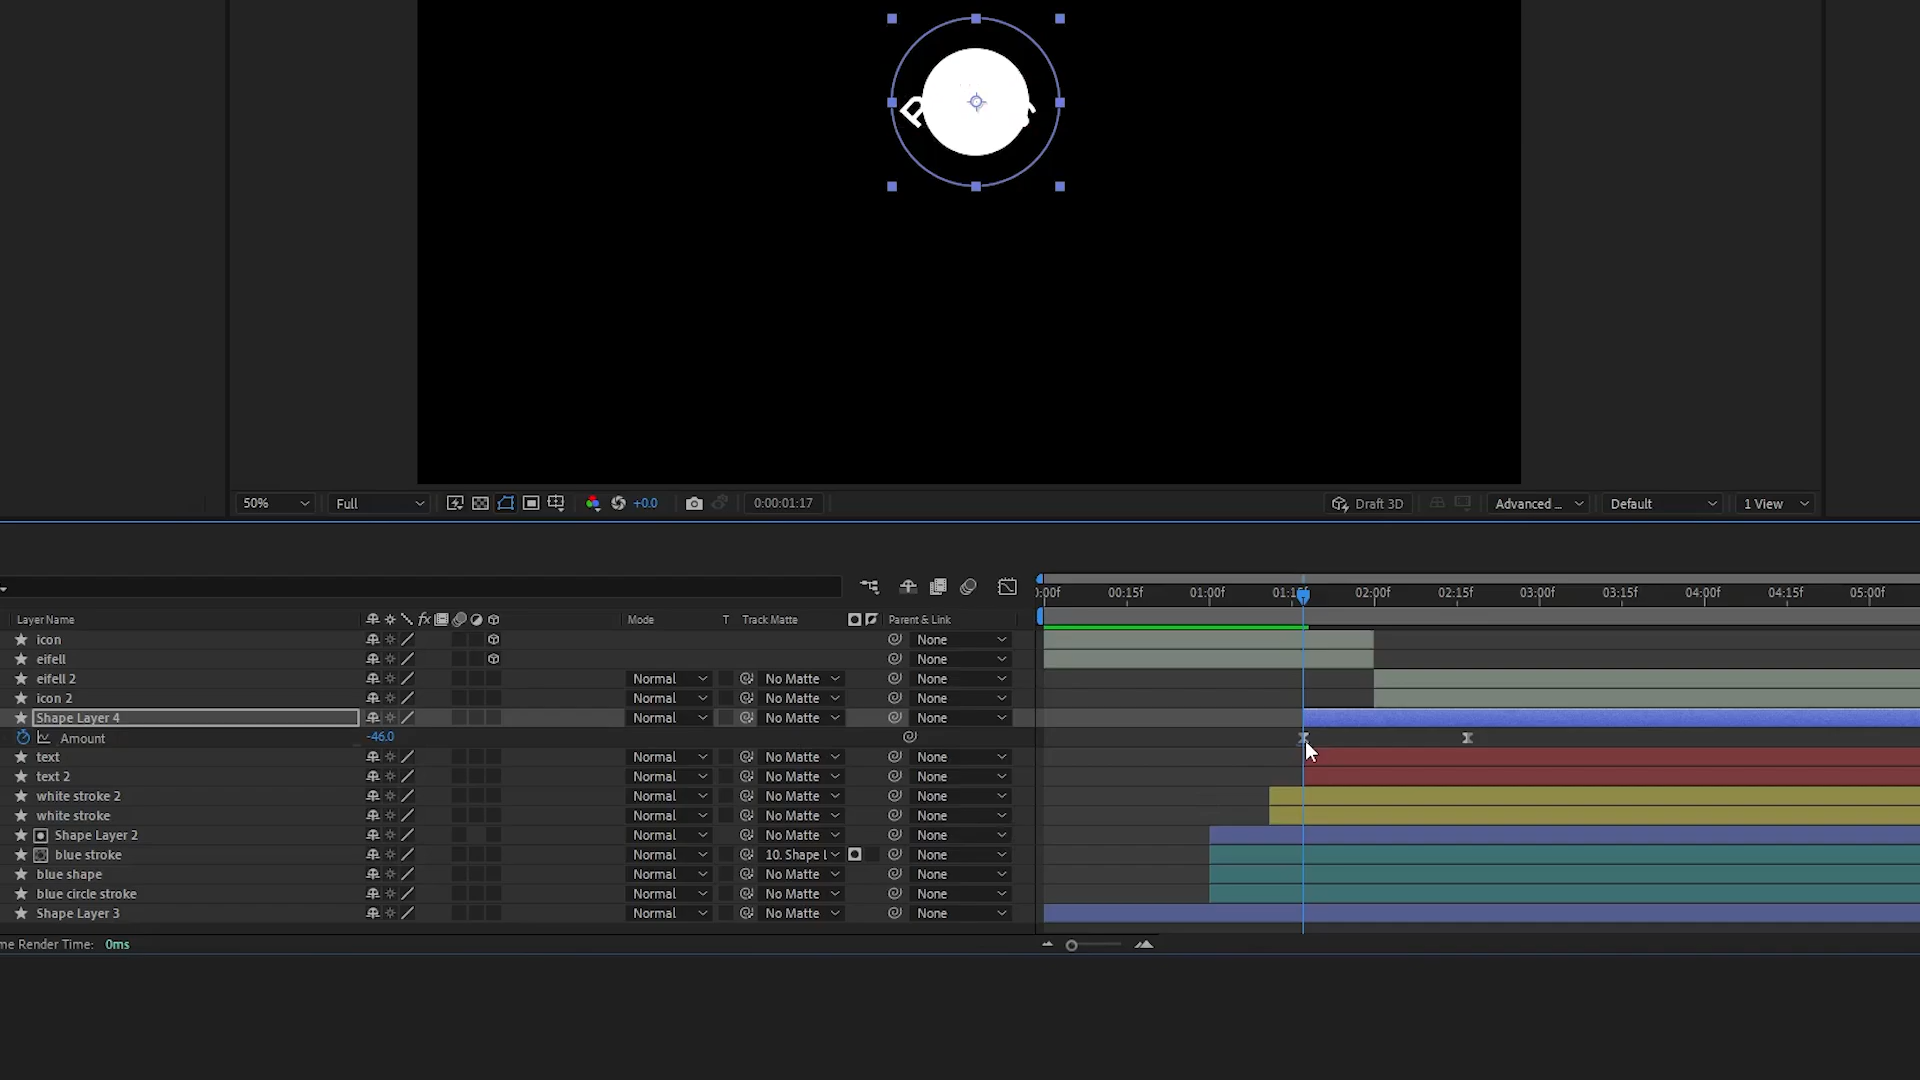 P
50%
Full
+0.0
0:00:01:17
Draft 3D
Advanced ...
Default
1 View
Layer Name
fx
Mode
T
Track Matte
Parent & Link
:00f
00:15f
01:00f
02:00f
02:15f
03:00f
03:15f
04:00f
04:15f
05:00f
icon
None
eifell
None
eifell 2
Normal
No Matte
None
icon 2
Normal
No Matte
None
Shape Layer 4
Normal
No Matte
None
Amount
-46.0
text
Normal
No Matte
None
text 2
Normal
No Matte
None
white stroke 2
Normal
No Matte
None
white stroke
Normal
No Matte
None
Shape Layer 2
Normal
No Matte
None
blue stroke
Normal
10. Shape l
None
blue shape
Normal
No Matte
None
blue circle stroke
Normal
No Matte
None
Shape Layer 3
Normal
No Matte
None
me Render Time: 0ms